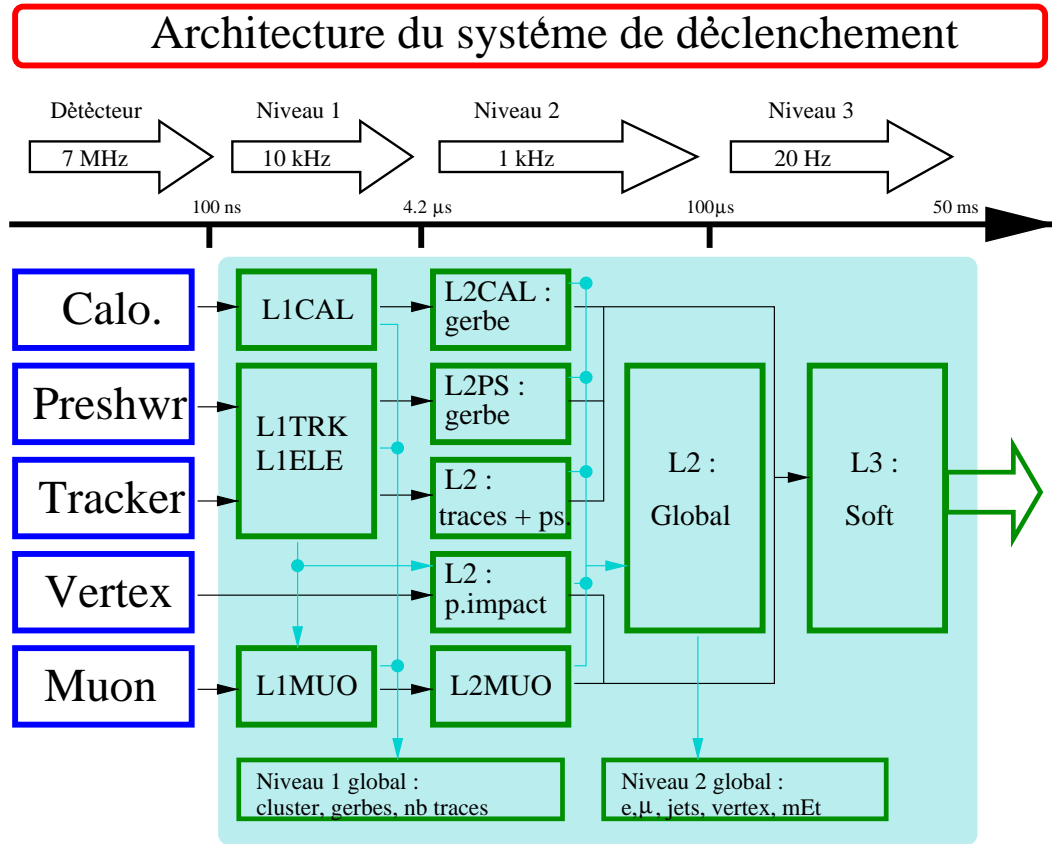 Architecture du systéme de déclenchement
Détécteur
Niveau 1
Niveau 2
Niveau 3
7 MHz
10 kHz
1 kHz
20 Hz
100 ns
4.2 µs
100µs
50 ms
Calo.
L1CAL
L2CAL :
gerbe
Preshwr
L1TRK
L1ELE
L2PS :
gerbe
Tracker
L2 :
traces + ps.
L2 :
Global
L3 :
Soft
Vertex
L2 :
p.impact
Muon
L1MUO
L2MUO
Niveau 1 global :
cluster, gerbes, nb traces
Niveau 2 global :
e,µ, jets, vertex, mEt